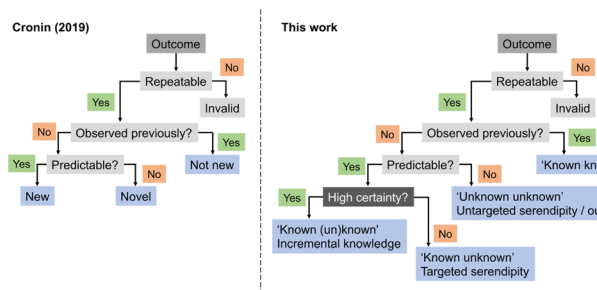 Cronin (2019)
Outcome
No
Repeatable
Yes
Invalid
No
Observed previously?
Yes
Yes
Predictable?
No
Not new
New
Novel
This work
Outcome
No
Repeatable
Yes
Invalid
No
Observed previously?
Yes
Yes
Predictable?
No
‘Known
Yes
High certainty?
‘Unknown unknown’
Untargeted serendipity /
‘Known (un)known'
Incremental knowledge
No
‘Known unknown’
Targeted serendipity